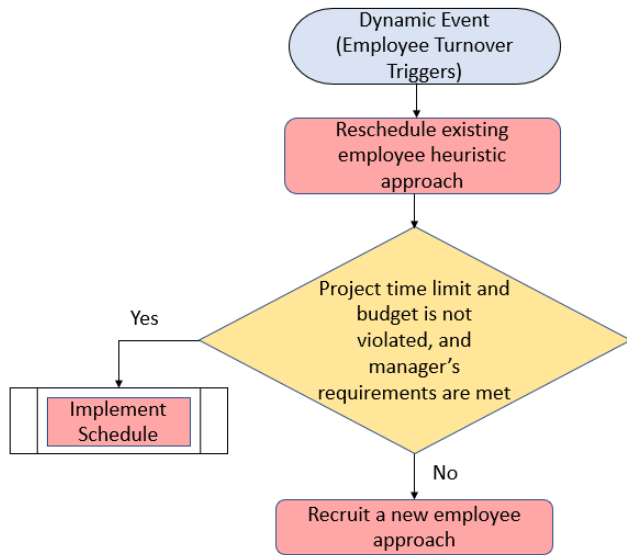 Dynamic Event
(Employee Turnover
Triggers)
Reschedule existing
employee heuristic
approach
Project time limit and
budget is not
violated, and
manager's
requirements are met
Yes
Implement
Schedule
No
Recruit a new employee
approach